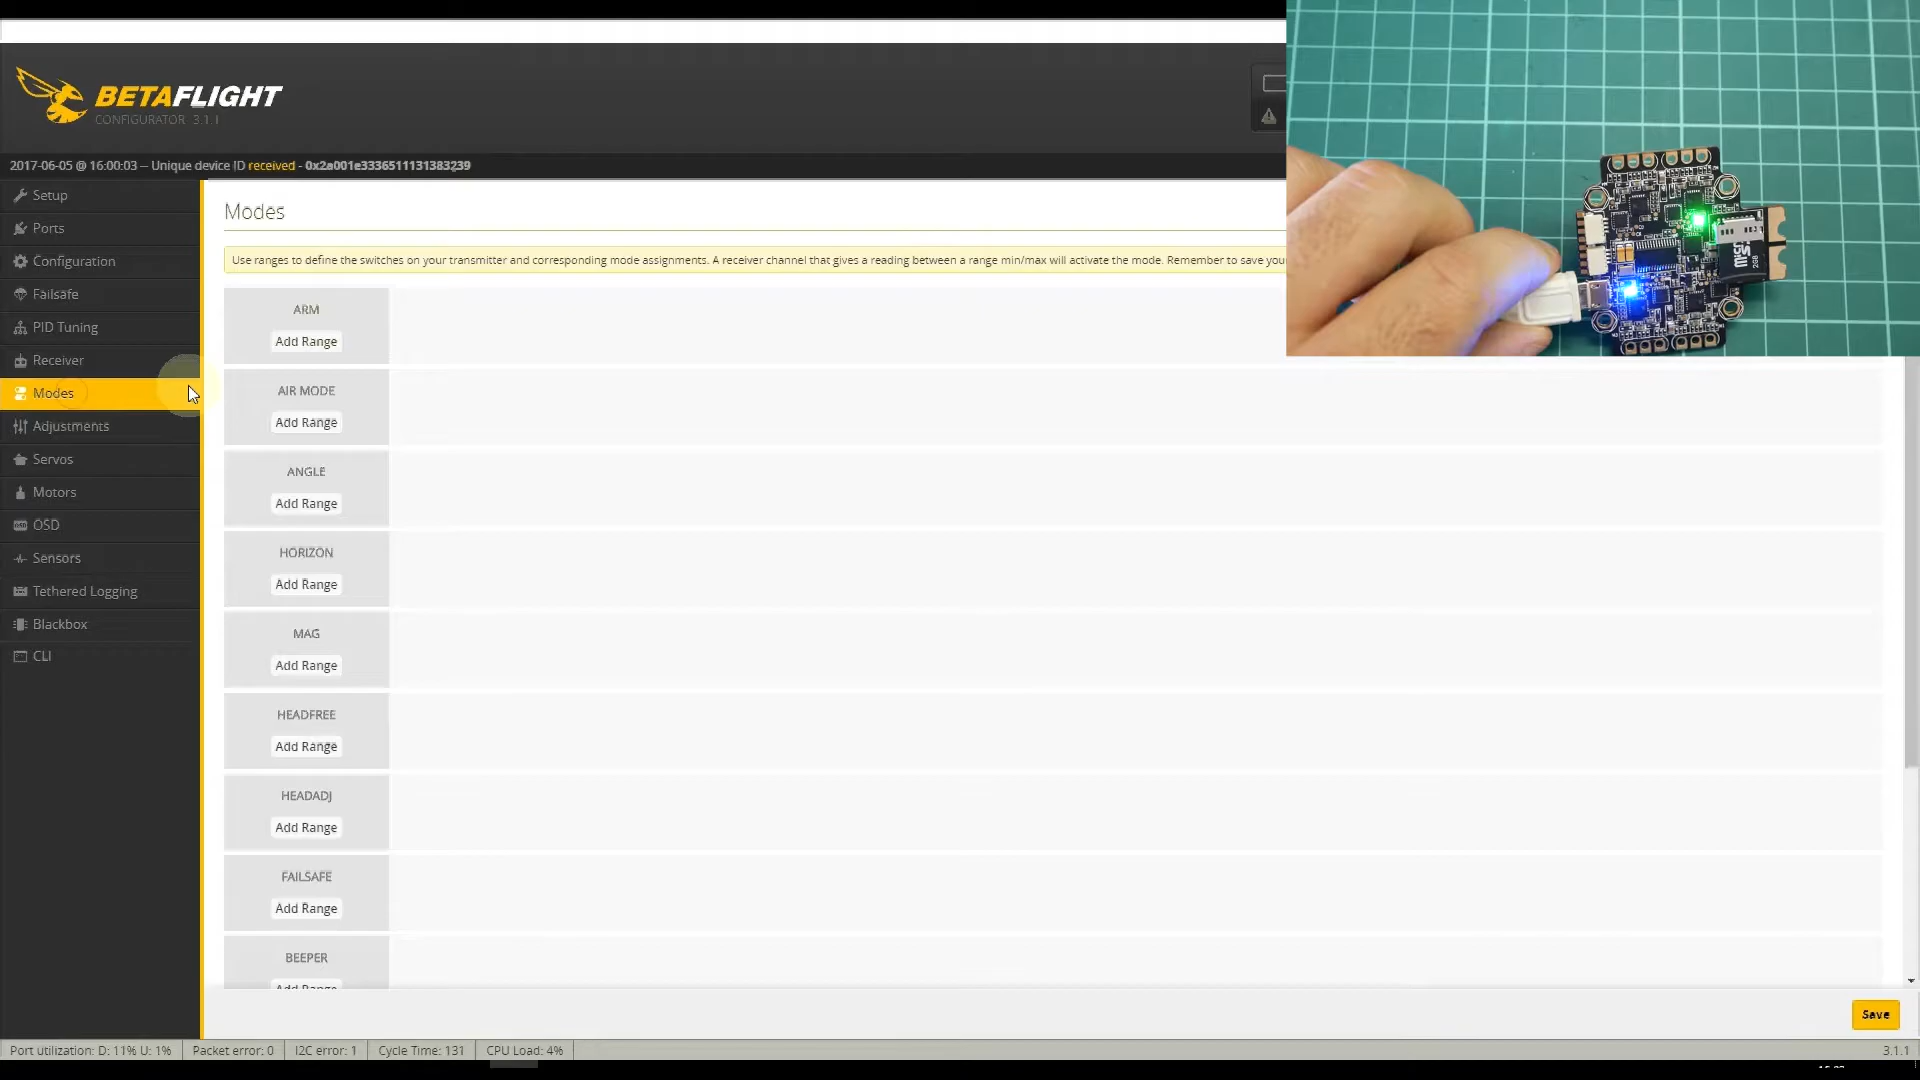 BETAFLIGHT
CONFIGURATOR 3.1.1
2017-06-05 @ 16:00:03 -- Unique device ID received - 0x2a001e3336511131383239
Setup
Ports
Configuration
Failsafe
PID Tuning
Receiver
Modes
Adjustments
Servos
Motors
OSD
Sensors
Tethered Logging
Blackbox
CLI
Modes
Use ranges to define the switches on your transmitter and corresponding mode assignments. A receiver channel that gives a reading between a range min/max will activate the mode. Remember to save you
ARM
Add Range
AIR MODE
Add Range
ANGLE
Add Range
HORIZON
Add Range
MAG
Add Range
HEADFREE
Add Range
HEADADJ
Add Range
FAILSAFE
Add Range
BEEPER
Add Range
Save
Port utilization: D: 11% U: 1% Packet error: 0 I2C error: 1 Cycle Time: 131 CPU Load: 4% 3.1.1
2GB